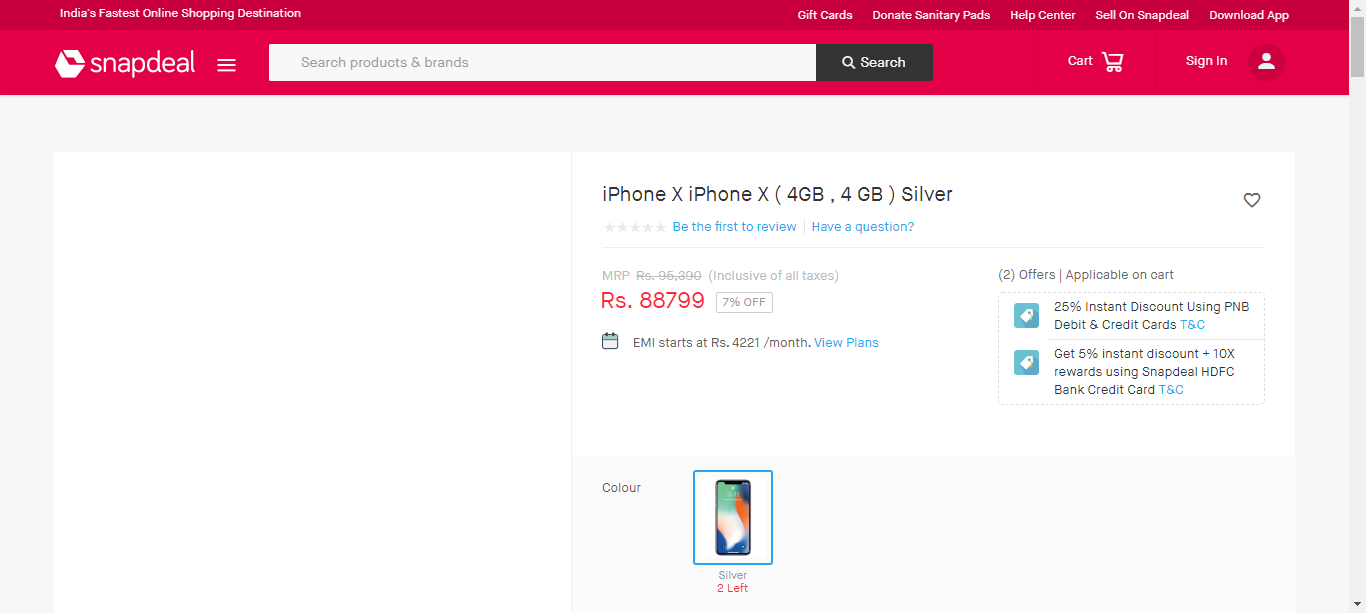 India's Fastest Online Shopping Destination
Gift Cards Donate Sanitary Pads Help Center Sell On Snapdeal Download App
snapdeal
Search products & brands
Search
Cart
Sign In
iPhone X iPhone X ( 4GB , 4 GB ) Silver
Be the first to review Have a question?
MRP Rs. 95,390 (Inclusive of all taxes)
Rs. 88799 7% OFF
EMI starts at Rs. 4221 /month. View Plans
(2) Offers | Applicable on cart
25% Instant Discount Using PNB
Debit & Credit Cards T&C
Get 5% instant discount + 10X
rewards using Snapdeal HDFC
Bank Credit Card T&C
Colour
Silver
2 Left